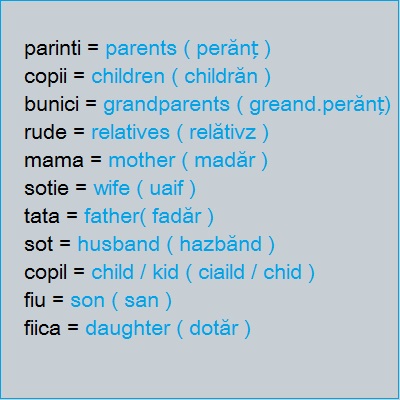 parinti = parents ( perănț )
copii = children ( childrăn )
bunici = grandparents ( greand.perănț)
rude = relatives ( relătivz )
mama = mother ( madăr )
sotie = wife ( uaif )
tata = father( fadăr )
sot = husband ( hazbănd )
copil = child / kid ( ciaild / chid )
fiu = son ( san )
fiica = daughter ( dotăr )